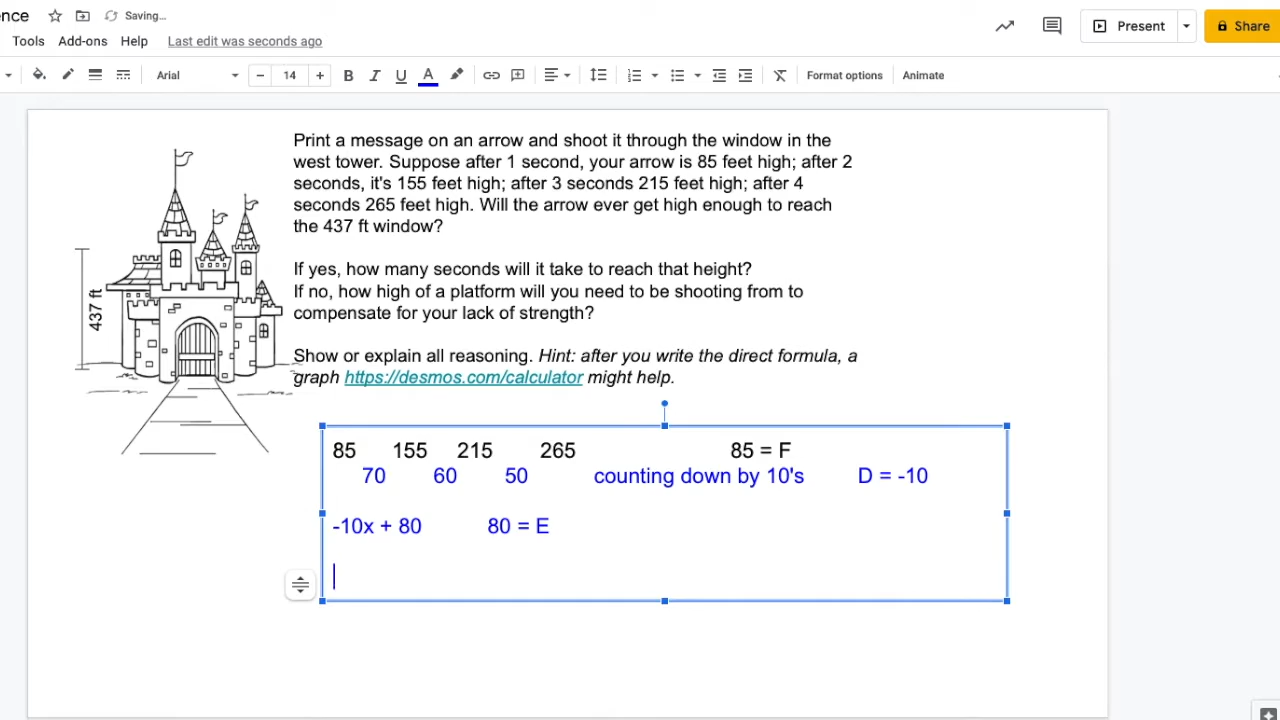 nce Saving...
Tools Add-ons Help Last edit was seconds ago
Present Share
Arial − 14 + B I U A Format options Animate
Print a message on an arrow and shoot it through the window in the
west tower. Suppose after 1 second, your arrow is 85 feet high; after 2
seconds, it's 155 feet high; after 3 seconds 215 feet high; after 4
seconds 265 feet high. Will the arrow ever get high enough to reach
the 437 ft window?
If yes, how many seconds will it take to reach that height?
If no, how high of a platform will you need to be shooting from to
compensate for your lack of strength?
Show or explain all reasoning. Hint: after you write the direct formula, a
graph https://desmos.com/calculator might help.
437 ft
85 155 215 265 85 = F
70 60 50 counting down by 10's D = -10
-10x + 80 80 = E